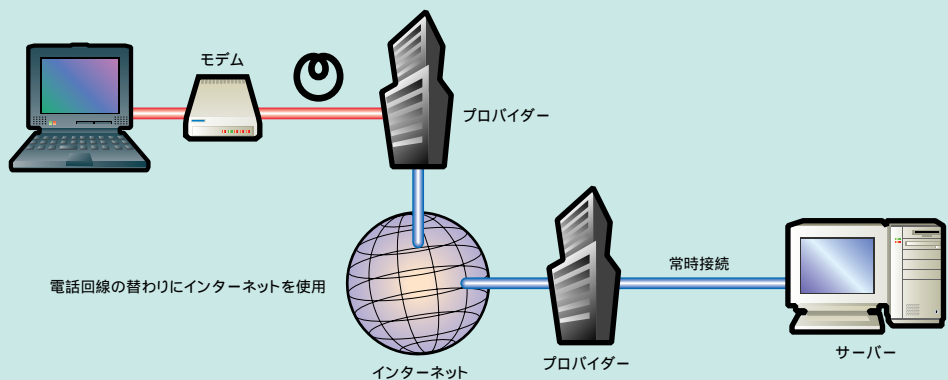 モデム
プロバイダー
電話回線の替わりにインターネットを使用
常時接続
インターネット
プロバイダー
サーバー